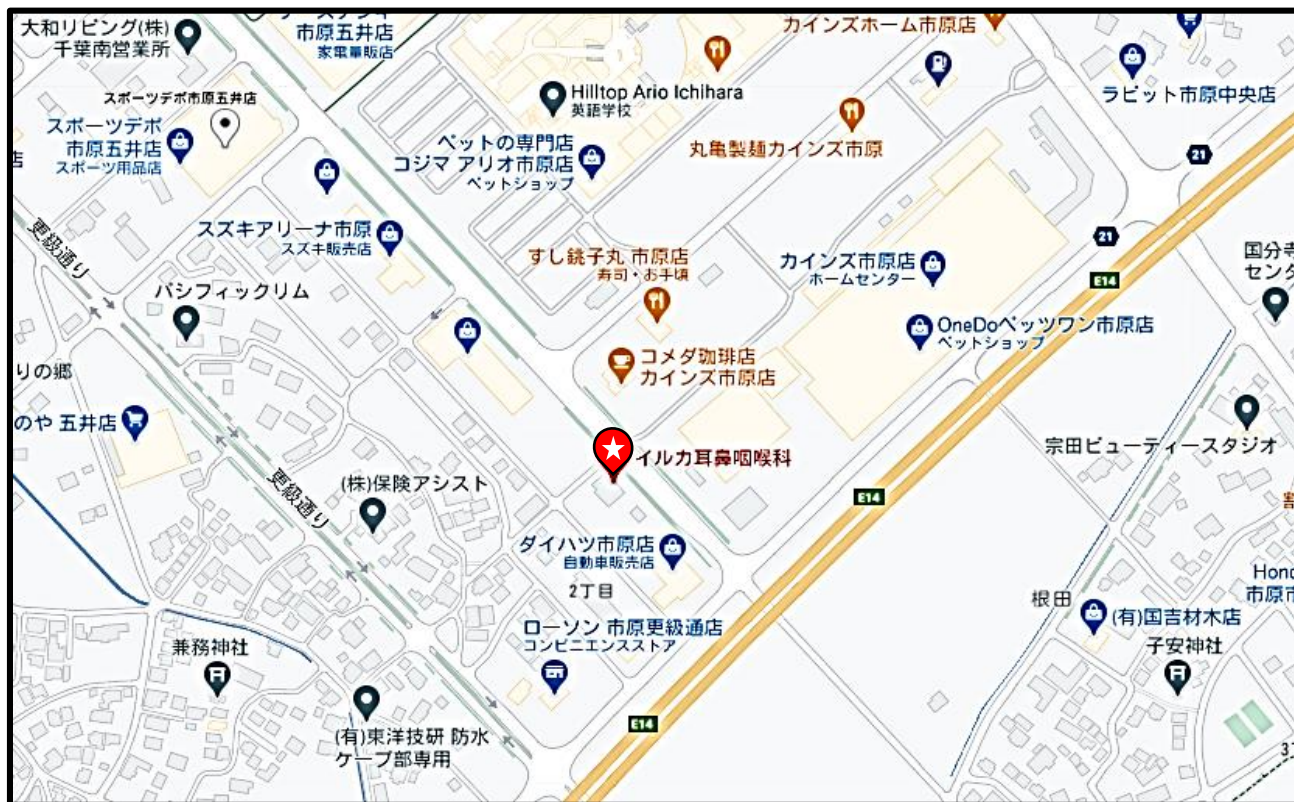 大和リビング(株)
千葉南営業所
市原五井店
家電量販店
カインズホーム市原店
ラビット市原中央店
スポーツデポ市原五井店
スポーツデポ
市原五井店
スポーツ用品店
店
Hilltop Ario Ichihara
英語学校
ペットの専門店
コジマ アリオ市原店
ペットショップ
丸亀製麺カインズ市原
21
21
更級通り
スズキアリーナ市原
スズキ販売店
すし銚子丸 市原店
寿司・お手頃
カインズ市原店
ホームセンター
E14
国分寺
センタ
パシフィックリム
OneDoペッツワン市原店
ペットショップ
コメダ珈琲店
カインズ市原店
りの郷
のや 五井店
イルカ耳鼻咽喉科
宗田ビューティースタジオ
更級通り
(株)保険アシスト
E14
ダイハツ市原店
自動車販売店
2丁目
根田
Hond
市原市
(有)国吉材木店
子安神社
ローソン 市原更級通店
コンビニエンスストア
兼務神社
E14
(有)東洋技研 防水
ケープ部専用